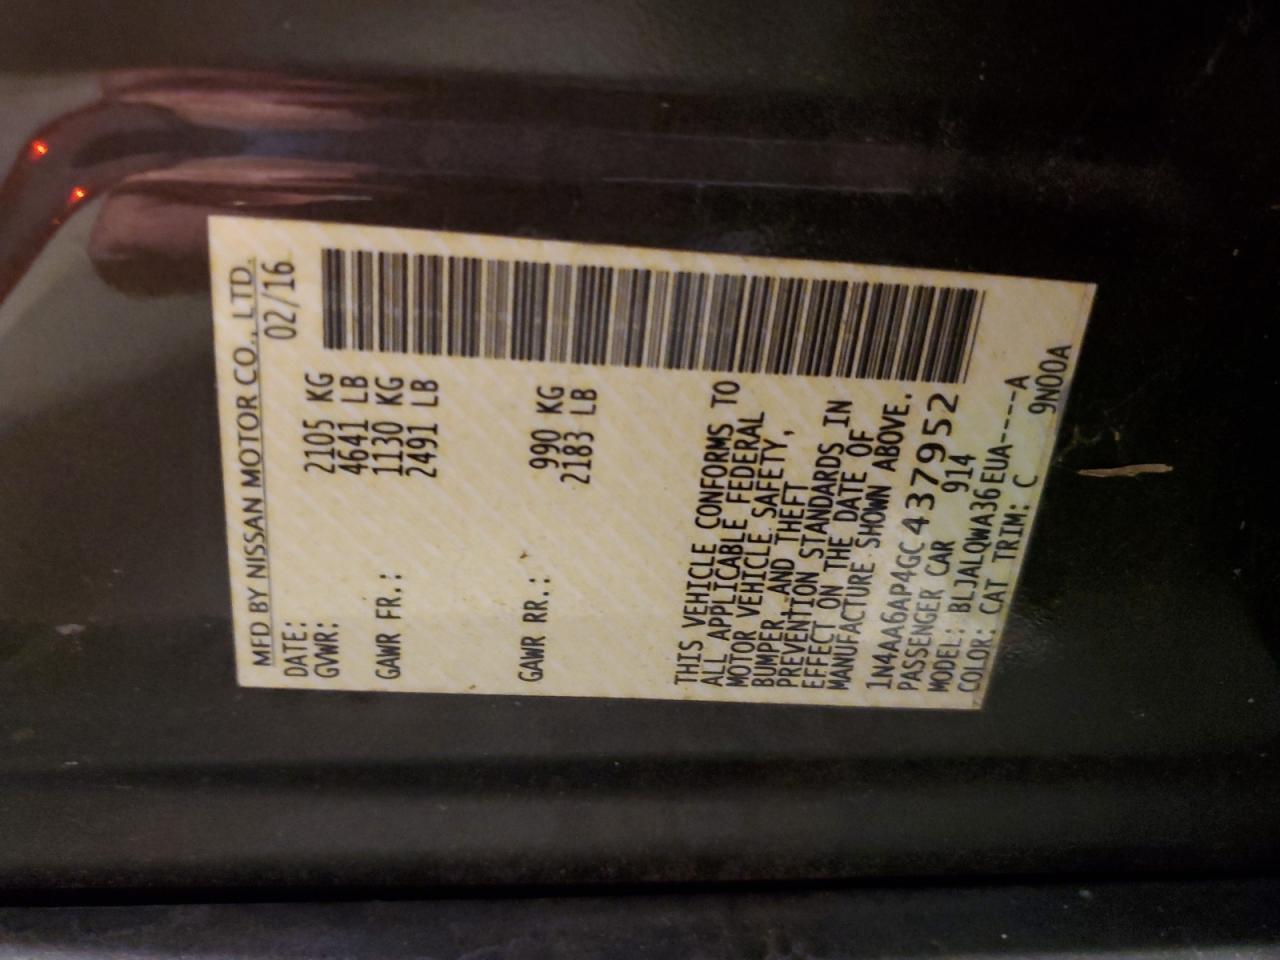 MFD BY NISSAN MOTOR CO., LTD.
DATE: 02/16
GVWR: 2105 KG
4641 LB
GAWR FR.: 1130 KG
2491 LB
GAWR RR.: 990 KG
2183 LB
THIS VEHICLE CONFORMS TO
ALL APPLICABLE FEDERAL
MOTOR VEHICLE SAFETY,
BUMPER, AND THEFT
PREVENTION STANDARDS IN
EFFECT ON THE DATE OF
MANUFACTURE SHOWN ABOVE.
1N4AA6AP4GC437952
PASSENGER CAR 914
MODEL: BLJALQWA36EUA-----A
COLOR: CAT TRIM: C 9N00A